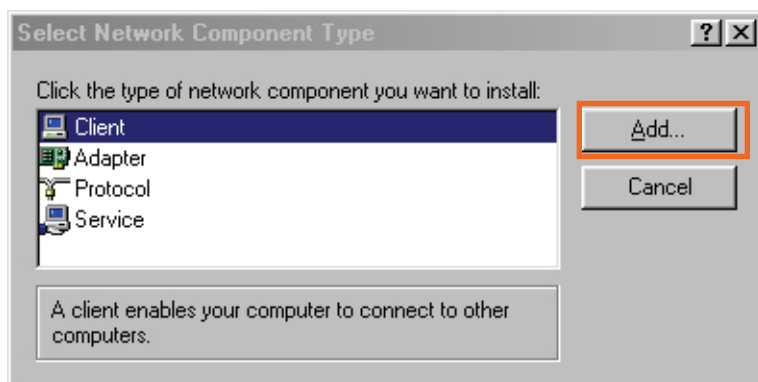 Select Network Component Type
Click the type of network component you want to install:
Client
Add...
Adapter
Protocol
Cancel
Service
A client enables your computer to connect to other
computers.